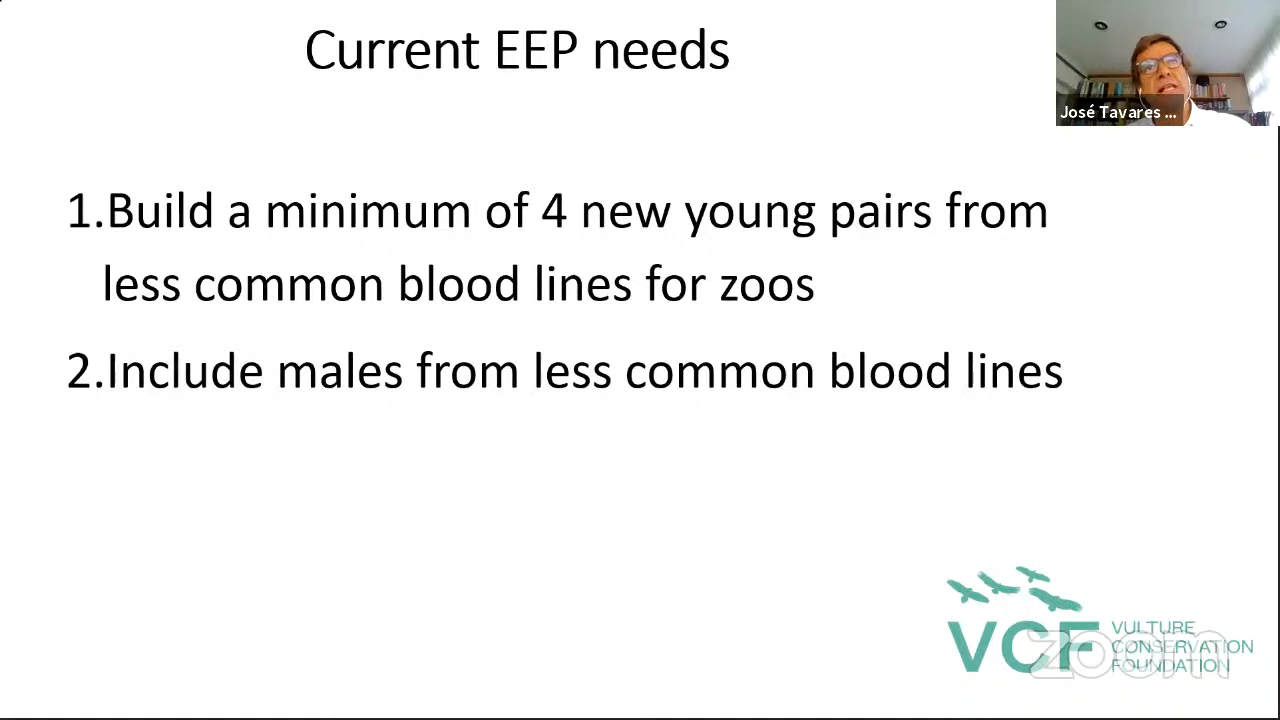 Current EEP needs
José Tavares ...
1.Build a minimum of 4 new young pairs from
less common blood lines for zoos
2.Include males from less common blood lines
VCF
VULTURE
CONSERVATION
FOUNDATION
zoom